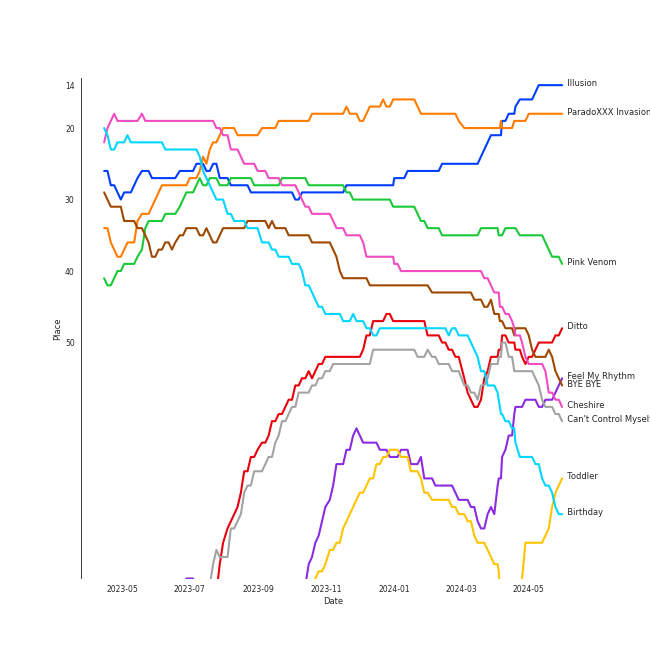 14
20
30
40
50
Place
2023-05
2023-07
2023-09
2023-11
2024-01
2024-03
2024-05
Date
Illusion
ParadoXXX Invasion
Pink Venom
Ditto
Feel My Rhythm
BYE BYE
Cheshire
Can't Control Myself
Toddler
Birthday